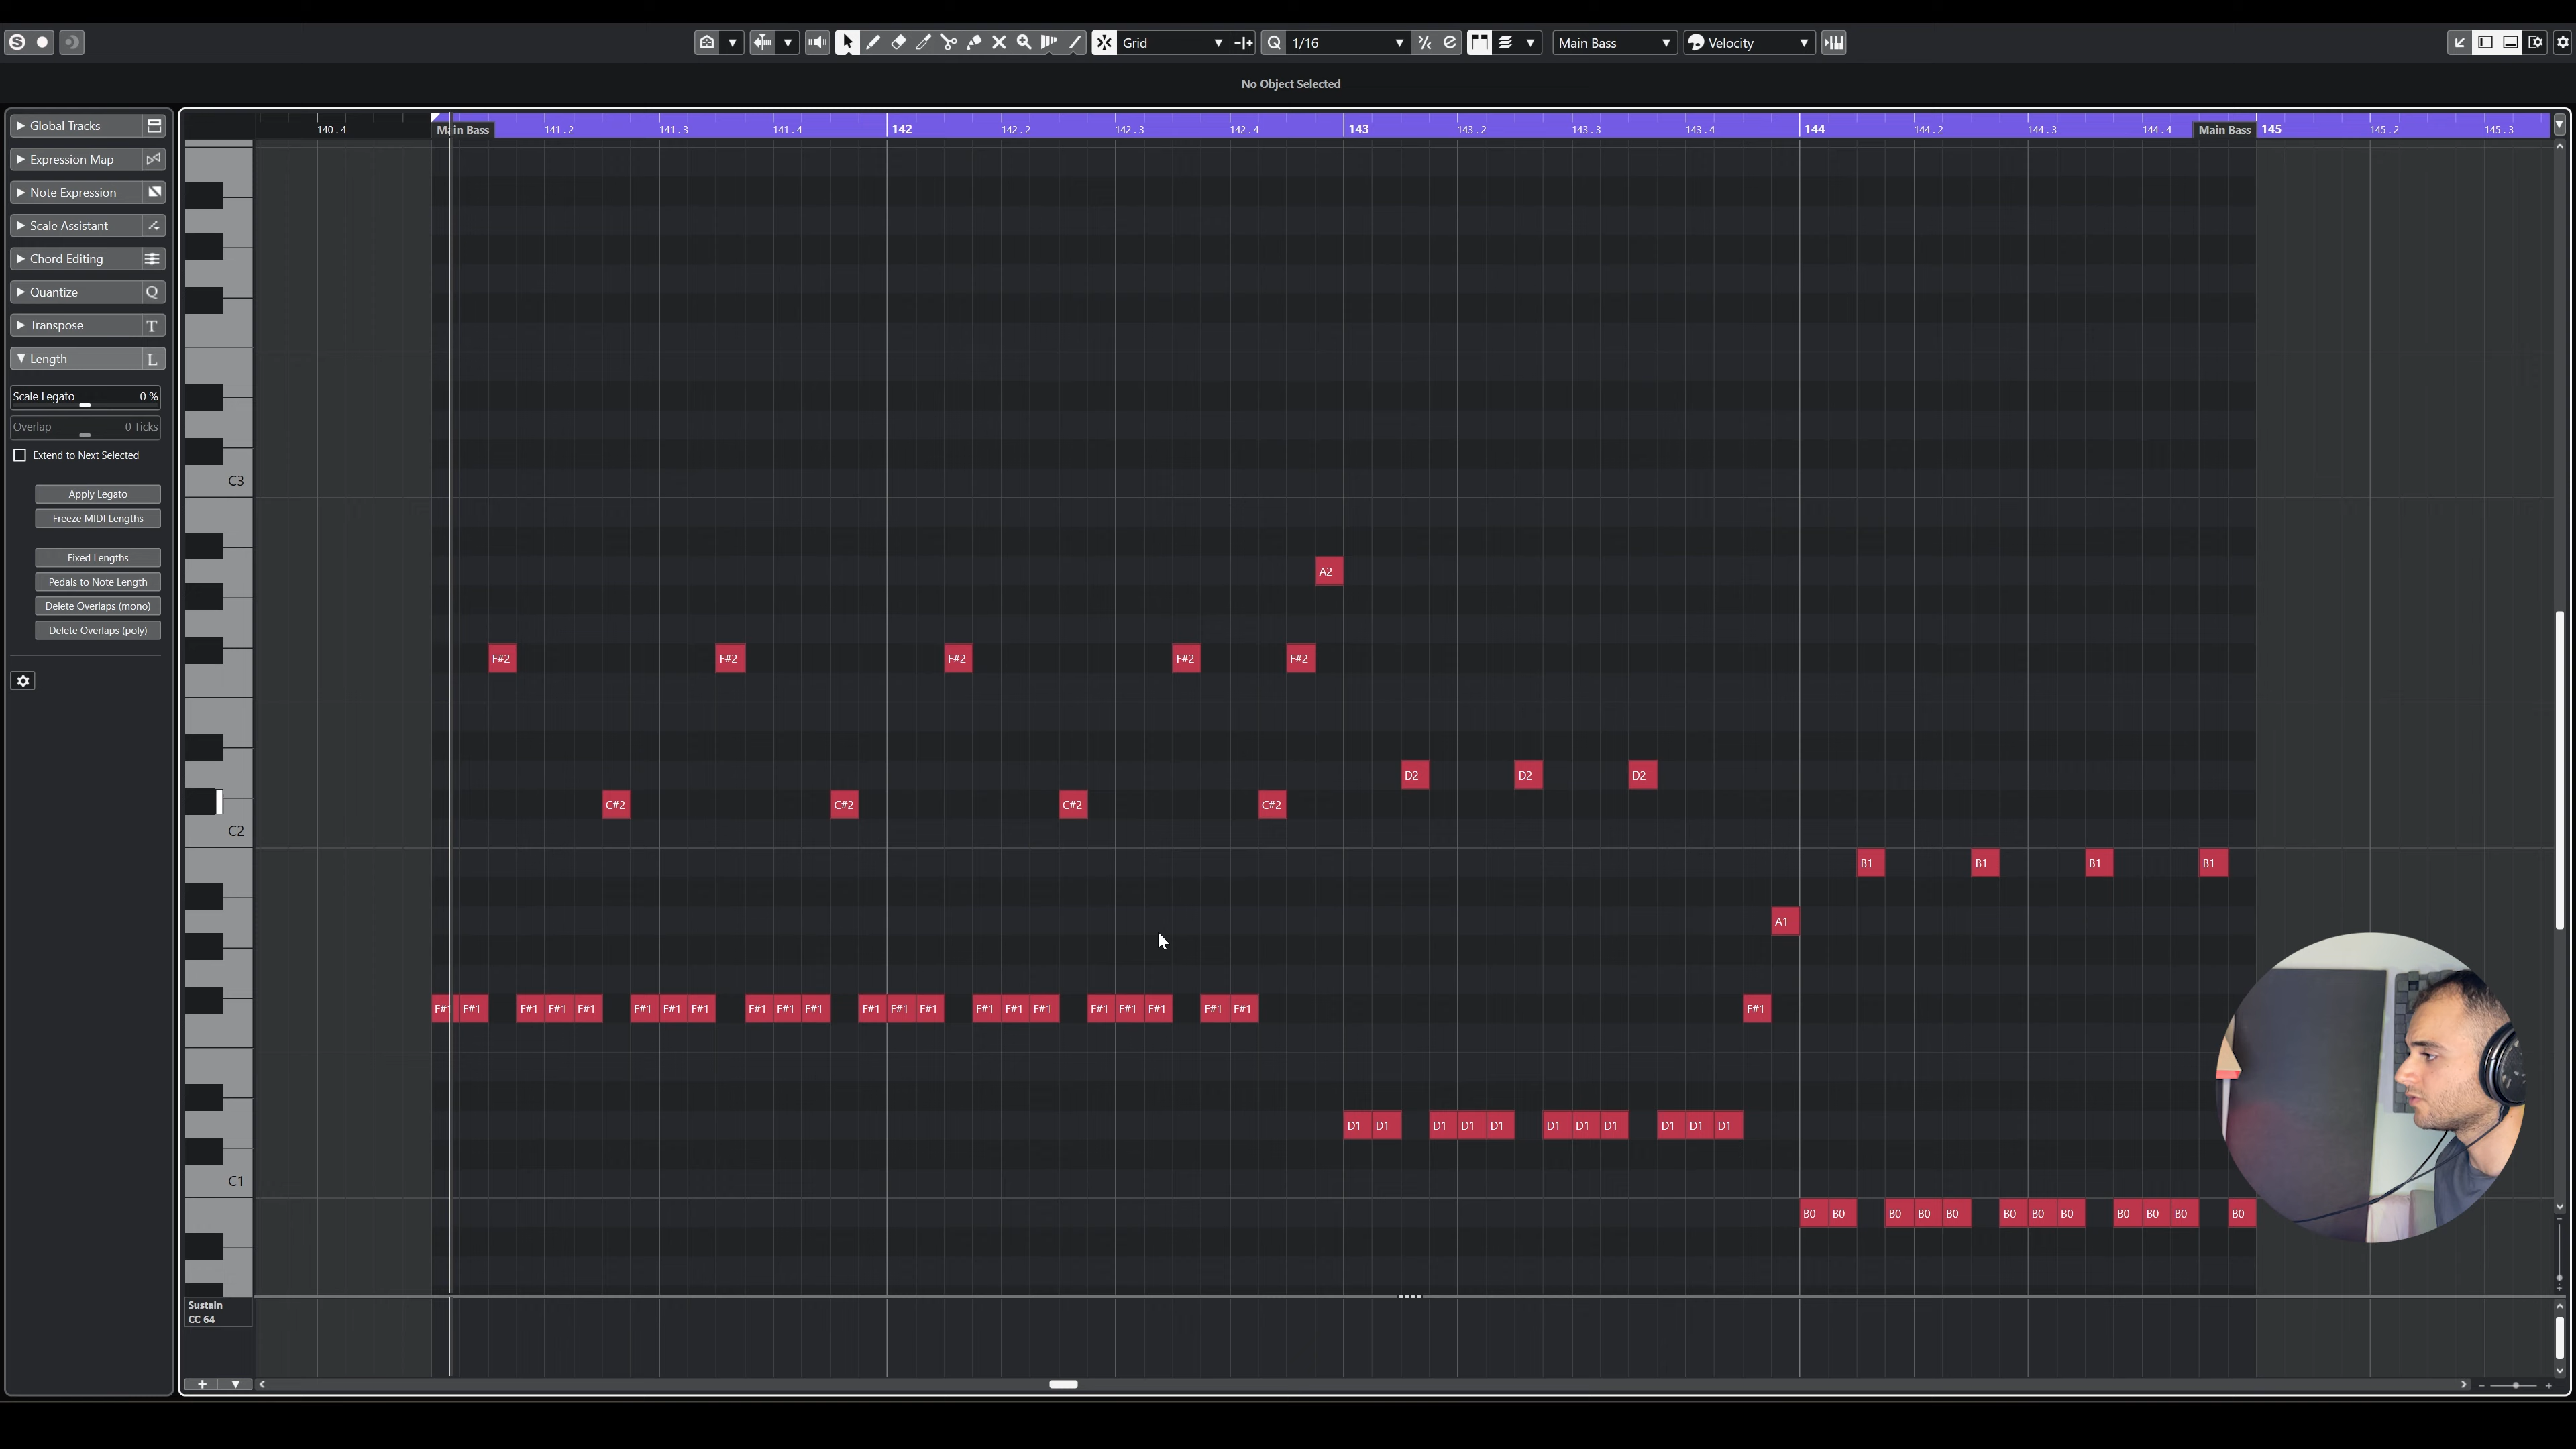 Grid
Q
1/16
Main Bass
Velocity
No Object Selected
Global Tracks
Expression Map
Note Expression
Scale Assistant
Chord Editing
Quantize Q
Transpose T
Length L
Scale Legato 0 %
Overlap 0 Ticks
Extend to Next Selected
Apply Legato
Freeze MIDI Lengths
Fixed Lengths
Pedals to Note Length
Delete Overlaps (mono)
Delete Overlaps (poly)
140.4 141.2 141.3 141.4 142 142.2 142.3 142.4 143 143.2 143.3 143.4 144 144.2 144.3 144.4 145 145.2 145.3
Main Bass Main Bass
C3
A2
F#2 F#2 F#2 F#2 F#2
D2 D2 D2
C#2 C#2 C#2 C#2
C2
B1 B1 B1 B1
A1
F#1 F#1 F#1 F#1 F#1 F#1 F#1 F#1 F#1 F#1 F#1 F#1 F#1 F#1 F#1 F#1 F#1 F#1 F#1 F#1 F#1 F#1 F#1
D1 D1 D1 D1 D1 D1 D1 D1 D1 D1 D1
C1
B0 B0 B0 B0 B0 B0 B0 B0 B0 B0 B0 B0
Sustain
CC 64